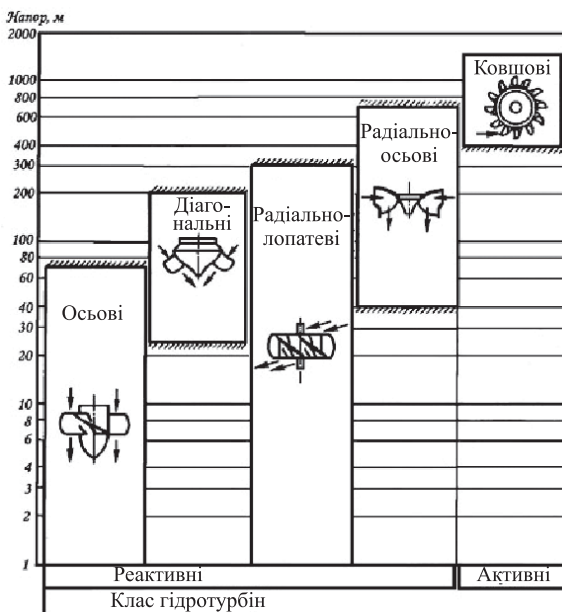 Напор, м
2000
1000
800
600
400
300
200
100
80
60
40
30
20
10
8
6
4
3
2
1
Ковшові
Радіально-
осьові
Діаго-
нальні
Радіально-
лопатеві
Осьові
Реактивні
Активні
Клас гідротурбін